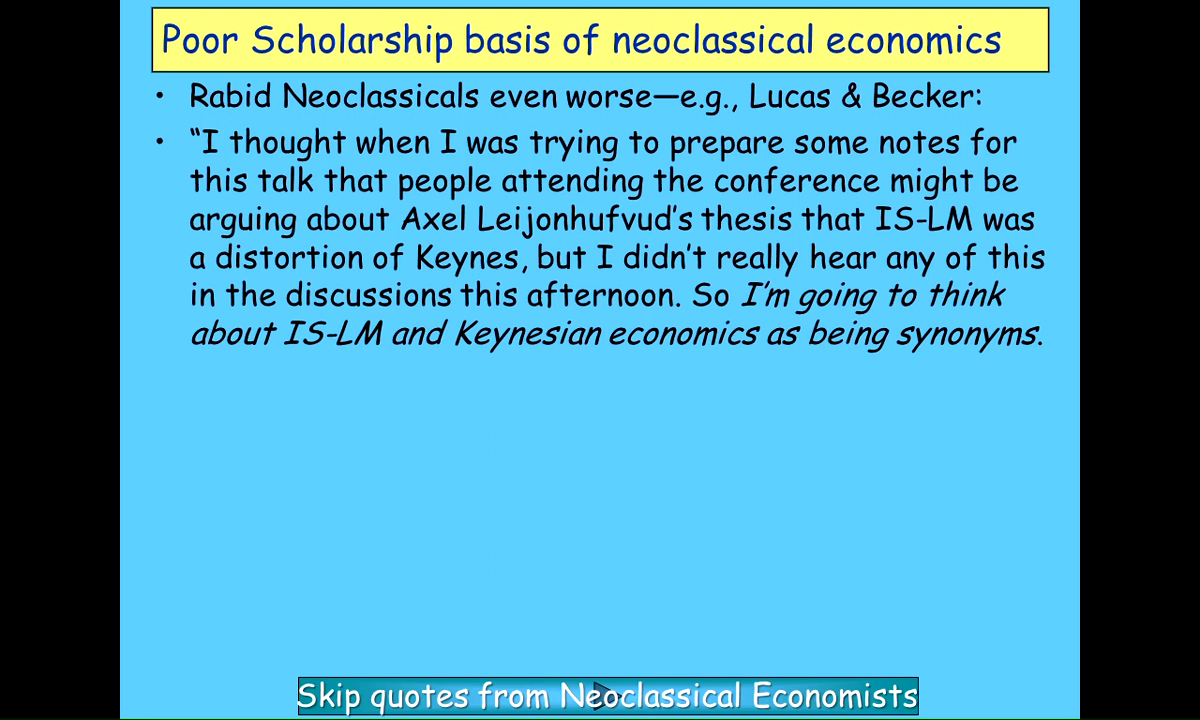 Poor Scholarship basis of neoclassical economics
• Rabid Neoclassicals even worse—e.g., Lucas & Becker:
• “I thought when I was trying to prepare some notes for
this talk that people attending the conference might be
arguing about Axel Leijonhufvud’s thesis that IS-LM was
a distortion of Keynes, but I didn’t really hear any of this
in the discussions this afternoon. So I’m going to think
about IS-LM and Keynesian economics as being synonyms.
Skip quotes from Neoclassical Economists